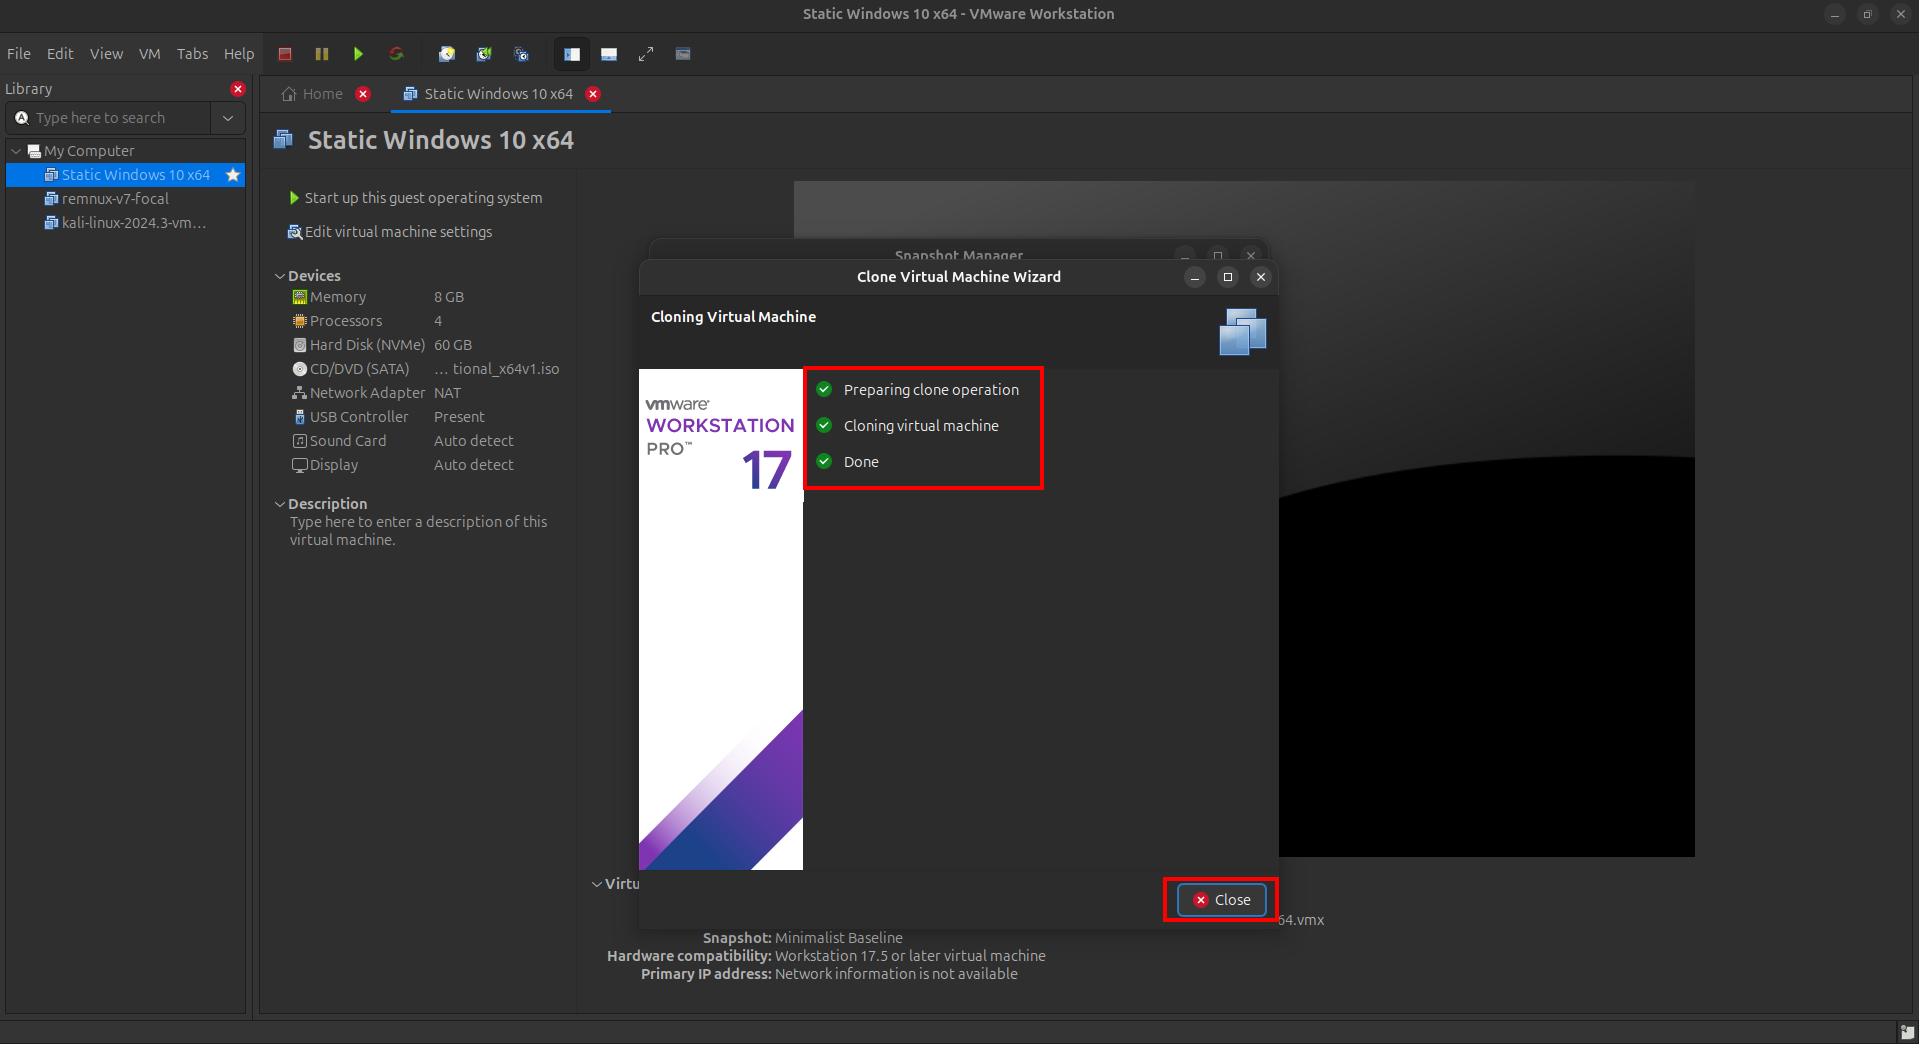 Static Windows 10 x64 - VMware Workstation
File Edit View VM Tabs Help
Library
Type here to search
My Computer
Static Windows 10 x64
remnux-v7-focal
kali-linux-2024.3-vm...
Home
Static Windows 10 x64
Static Windows 10 x64
Start up this guest operating system
Edit virtual machine settings
Devices
Memory 8 GB
Processors 4
Hard Disk (NVMe) 60 GB
CD/DVD (SATA) ... tional_x64v1.iso
Network Adapter NAT
USB Controller Present
Sound Card Auto detect
Display Auto detect
Description
Type here to enter a description of this
virtual machine.
Snapshot Manager
Clone Virtual Machine Wizard
Cloning Virtual Machine
vmware
WORKSTATION
PRO™
17
Preparing clone operation
Cloning virtual machine
Done
Close
Virtu
64.vmx
Snapshot: Minimalist Baseline
Hardware compatibility: Workstation 17.5 or later virtual machine
Primary IP address: Network information is not available